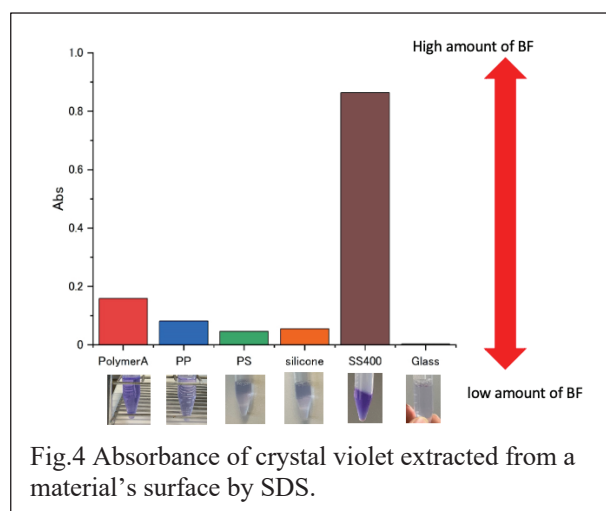 High amount of BF
1.0
0.8
0.6
0.4
0.2
0
Abs
PolymerA PP PS silicone SS400 Glass
low amount of BF
Fig.4 Absorbance of crystal violet extracted from a
material's surface by SDS.